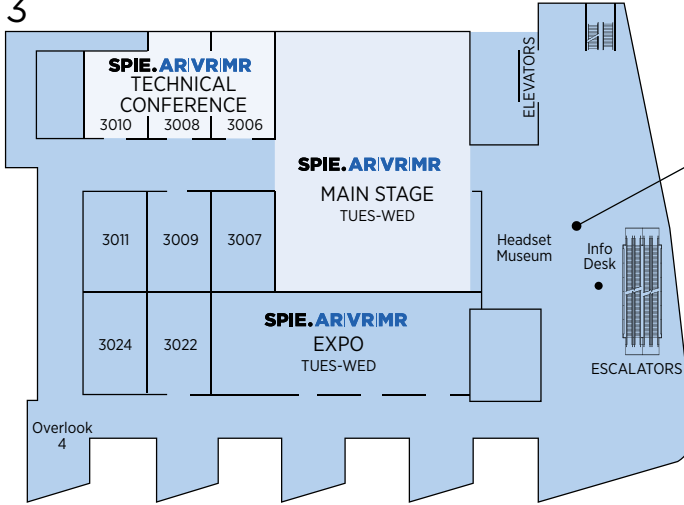 3
SPIE.AR|VR|MR
TECHNICAL
CONFERENCE
3010
3008
3006
ELEVATORS
SPIE.AR|VR|MR
MAIN STAGE
TUES-WED
3011
3009
3007
Headset
Museum
Info
Desk
SPIE.AR|VR|MR
EXPO
TUES-WED
3024
3022
ESCALATORS
Overlook
4